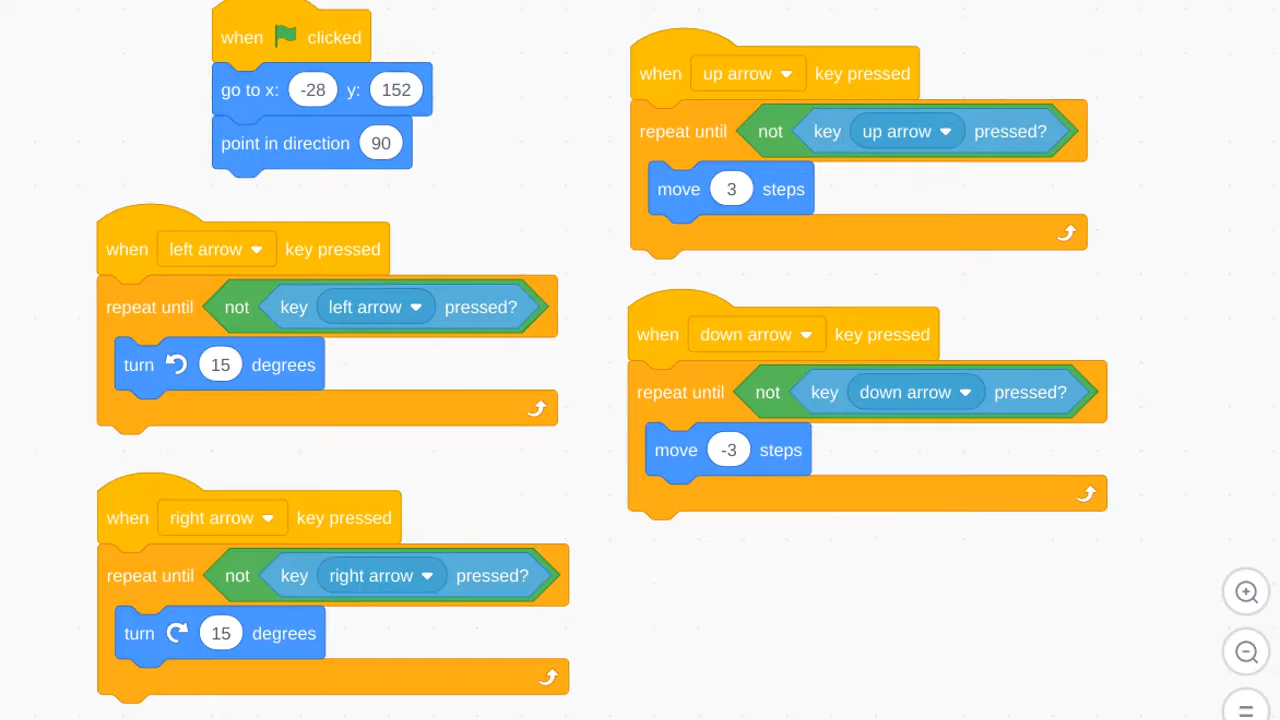 when clicked
go to x: -28 y: 152
point in direction 90
when left arrow key pressed
repeat until not key left arrow pressed?
turn 15 degrees
when right arrow key pressed
repeat until not key right arrow pressed?
turn 15 degrees
when up arrow key pressed
repeat until not key up arrow pressed?
move 3 steps
when down arrow key pressed
repeat until not key down arrow pressed?
move -3 steps